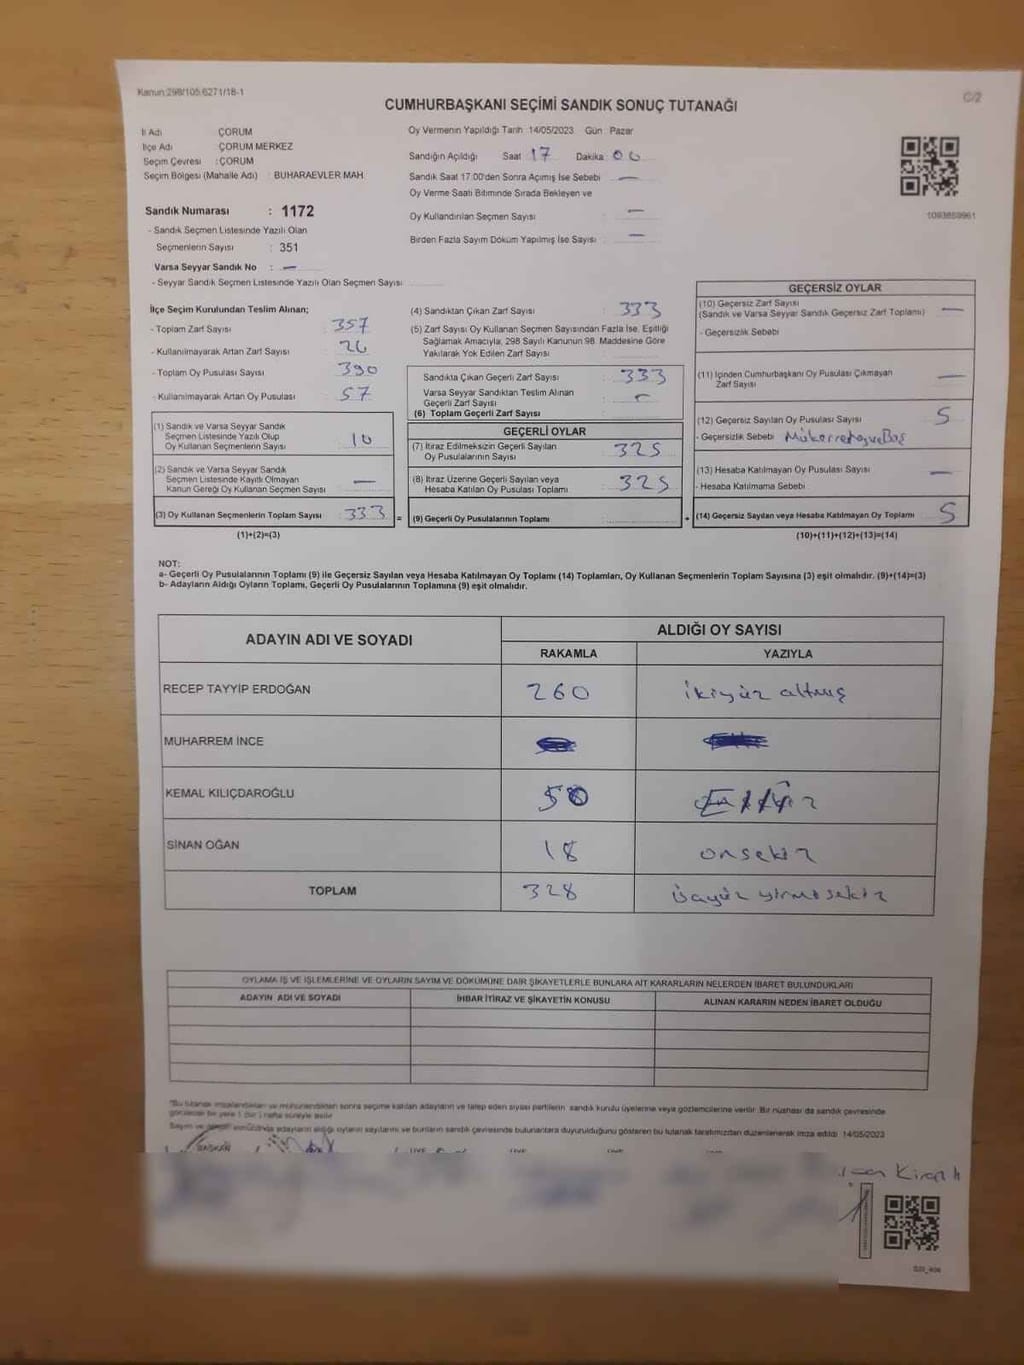 Kanun:298/105,6271/18-1
C/2
CUMHURBAŞKANI SEÇİMİ SANDIK SONUÇ TUTANAĞI
İl Adı ÇORUM
İlçe Adı ÇORUM MERKEZ
Seçim Çevresi : ÇORUM
Seçim Bölgesi (Mahalle Adı) : BUHARAEVLER MAH.
Oy Vermenin Yapıldığı Tarih :14/05/2023 Gün : Pazar
Sandığın Açıldığı Saat 17 Dakika 00
Sandık Saat 17:00'den Sonra Açımış İse Sebebi —
Oy Verme Saati Bitiminde Sırada Bekleyen ve
Oy Kullandırılan Seçmen Sayısı : —
Birden Fazla Sayım Döküm Yapılmış İse Sayısı : —
1093859961
Sandık Numarası : 1172
- Sandık Seçmen Listesinde Yazılı Olan
Seçmenlerin Sayısı : 351
Varsa Seyyar Sandık No : —
- Seyyar Sandık Seçmen Listesinde Yazılı Olan Seçmen Sayısı
İlçe Seçim Kurulundan Teslim Alınan;
- Toplam Zarf Sayısı : 357
- Kullanılmayarak Artan Zarf Sayısı : 26
- Toplam Oy Pusulası Sayısı : 390
- Kullanılmayarak Artan Oy Pusulası : 57
(1) Sandık ve Varsa Seyyar Sandık
Seçmen Listesinde Yazılı Olup
Oy Kullanan Seçmenlerin Sayısı : 10
(2) Sandık ve Varsa Seyyar Sandık
Seçmen Listesinde Kayıtlı Olmayan
Kanun Gereği Oy Kullanan Seçmen Sayısı : —
(3) Oy Kullanan Seçmenlerin Toplam Sayısı : 333 =
(1)+(2)=(3)
(4) Sandıktan Çıkan Zarf Sayısı : 333
(5) Zarf Sayısı Oy Kullanan Seçmen Sayısından Fazla İse, Eşitliği
Sağlamak Amacıyla, 298 Sayılı Kanunun 98. Maddesine Göre
Yakılarak Yok Edilen Zarf Sayısı
Sandıkta Çıkan Geçerli Zarf Sayısı : 333
Varsa Seyyar Sandıktan Teslim Alınan
Geçerli Zarf Sayısı
(6) Toplam Geçerli Zarf Sayısı
GEÇERLİ OYLAR
(7) İtiraz Edilmeksizin Geçerli Sayılan
Oy Pusulalarının Sayısı : 325
(8) İtiraz Üzerine Geçerli Sayılan veya
Hesaba Katılan Oy Pusulası Toplamı : 325
(9) Geçerli Oy Pusulalarının Toplamı : +
GEÇERSİZ OYLAR
(10) Geçersiz Zarf Sayısı
(Sandık ve Varsa Seyyar Sandık Geçersiz Zarf Toplamı) —
- Geçersizlik Sebebi
(11) İçinden Cumhurbaşkanı Oy Pusulası Çıkmayan
Zarf Sayısı —
(12) Geçersiz Sayılan Oy Pusulası Sayısı 5
- Geçersizlik Sebebi
(13) Hesaba Katılmayan Oy Pusulası Sayısı —
- Hesaba Katılmama Sebebi
(14) Geçersiz Sayılan veya Hesaba Katılmayan Oy Toplamı 5
(10)+(11)+(12)+(13)=(14)
NOT:
a- Geçerli Oy Pusulalarının Toplamı (9) ile Geçersiz Sayılan veya Hesaba Katılmayan Oy Toplamı (14) Toplamları, Oy Kullanan Seçmenlerin Toplam Sayısına (3) eşit olmalıdır. (9)+(14)=(3)
b- Adayların Aldığı Oyların Toplamı, Geçerli Oy Pusulalarının Toplamına (9) eşit olmalıdır.
ADAYIN ADI VE SOYADI
ALDIĞI OY SAYISI
RAKAMLA YAZIYLA
RECEP TAYYİP ERDOĞAN 260 ikiyüz altmış
MUHARREM İNCE
KEMAL KILIÇDAROĞLU 50
SİNAN OĞAN 18 onsekiz
TOPLAM 328 üçyüz yirmisekiz
OYLAMA İŞ VE İŞLEMLERİNE VE OYLARIN SAYIM VE DÖKÜMÜNE DAİR ŞİKAYETLERLE BUNLARA AİT KARARLARIN NELERDEN İBARET BULUNDUKLARI
ADAYIN ADI VE SOYADI İHBAR İTİRAZ VE ŞİKAYETİN KONUSU ALINAN KARARIN NEDEN İBARET OLDUĞU
"Bu tutanak imzalandıktan ve mühürlendikten sonra seçime katılan adayların ve talep eden siyasi partilerin sandık kurulu üyelerine veya gözlemcilerine verilir. Bir nüshası da sandık çevresinde
görülecek bir yere 1 (bir) hafta süreyle asılır.
Sayım ve adayların aldığı oyların sayılarını ve bunların sandık çevresinde bulunanlara duyurulduğunu gösteren bu tutanak tarafımızdan düzenlenerek imza edildi. 14/05/2023
BAŞKAN